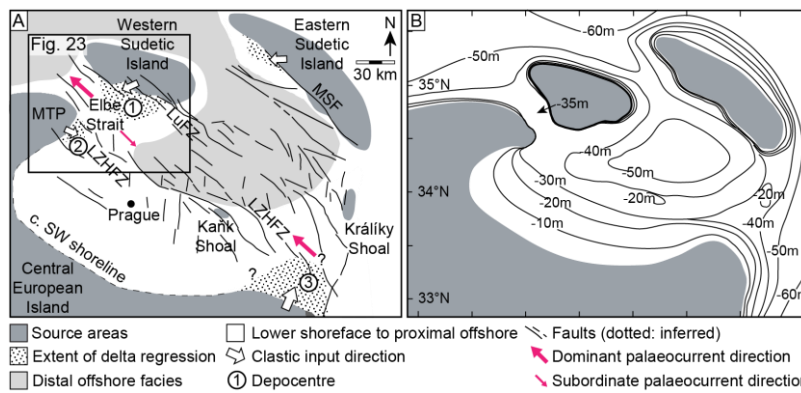 A
Fig. 23
Western
Sudetic
Island
Eastern
Sudetic
Island
N
30 km
MTP
Elbe
Strait
1
2
LuFZ
MSF
LZHFZ
Prague
Kaňk
Shoal
LZHFZ
Králíky
Shoal
c. SW shoreline
?
?
3
Central
European
Island
B
-60m
-50m
35°N
-35m
-40m
-50m
34°N
-30m
-20m
-20m
-10m
-20m
-40m
-50m
-60m
33°N
Source areas
Lower shoreface to proximal offshore
Faults (dotted: inferred)
Extent of delta regression
Clastic input direction
Dominant palaeocurrent direction
Distal offshore facies
1 Depocentre
Subordinate palaeocurrent direction